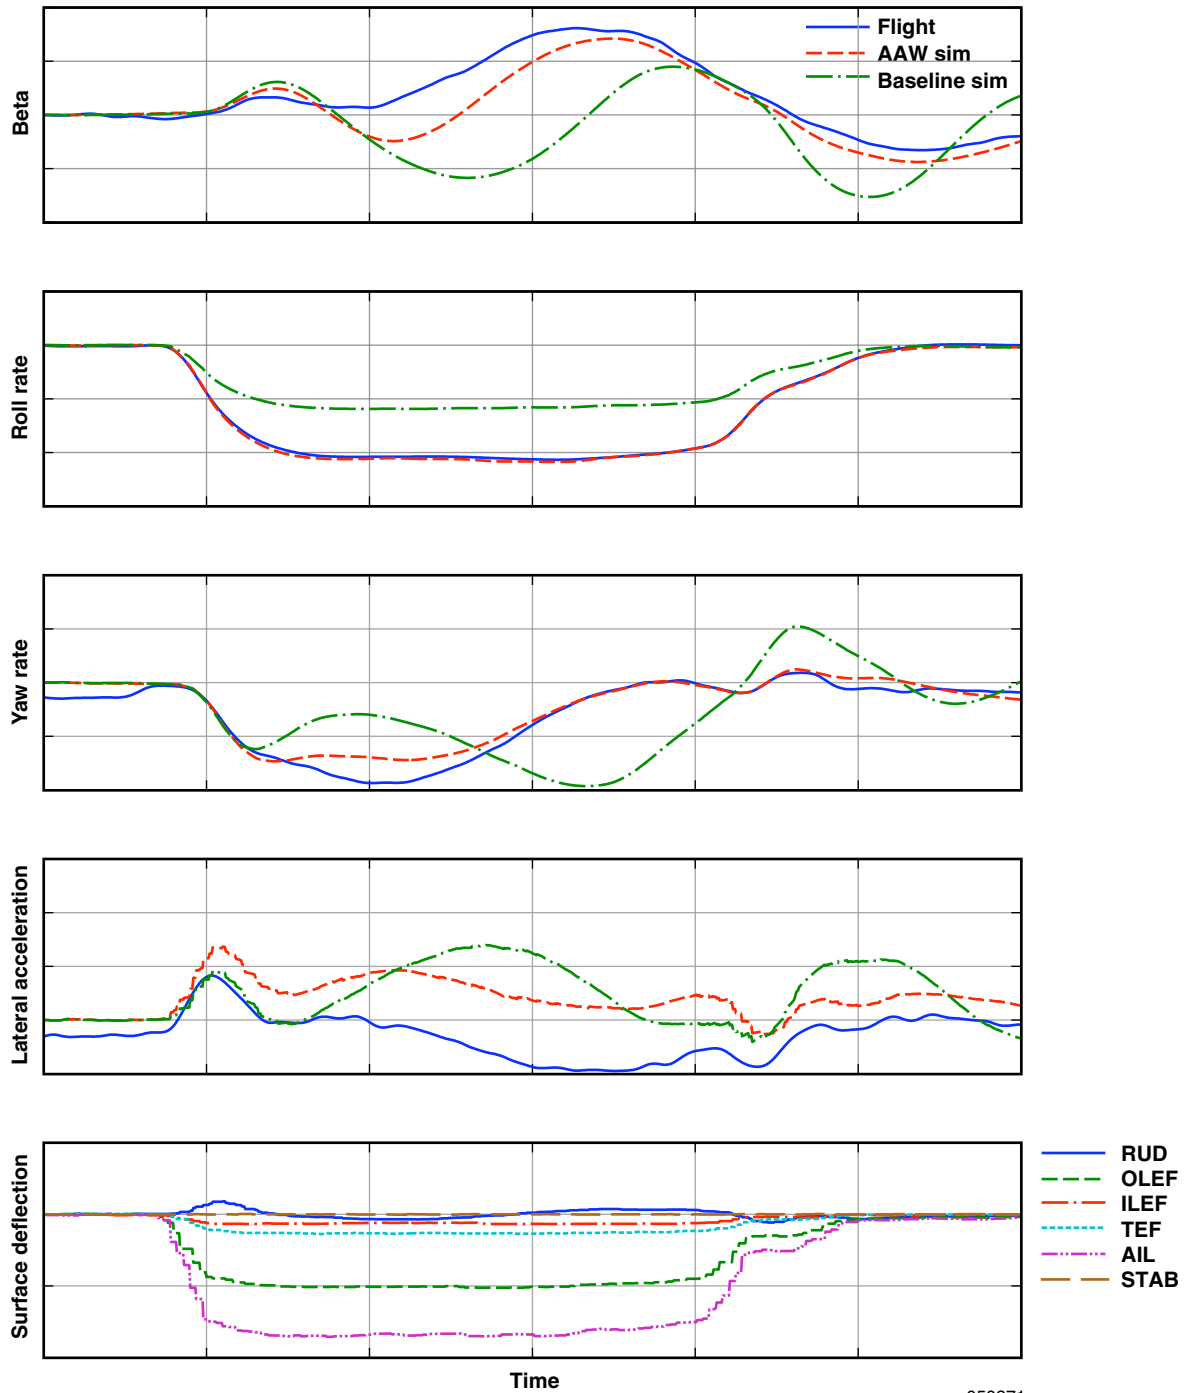 Flight
AAW sim
Baseline sim
Beta
Roll rate
Yaw rate
Lateral acceleration
Surface deflection
RUD
OLEF
ILEF
TEF
AIL
STAB
Time